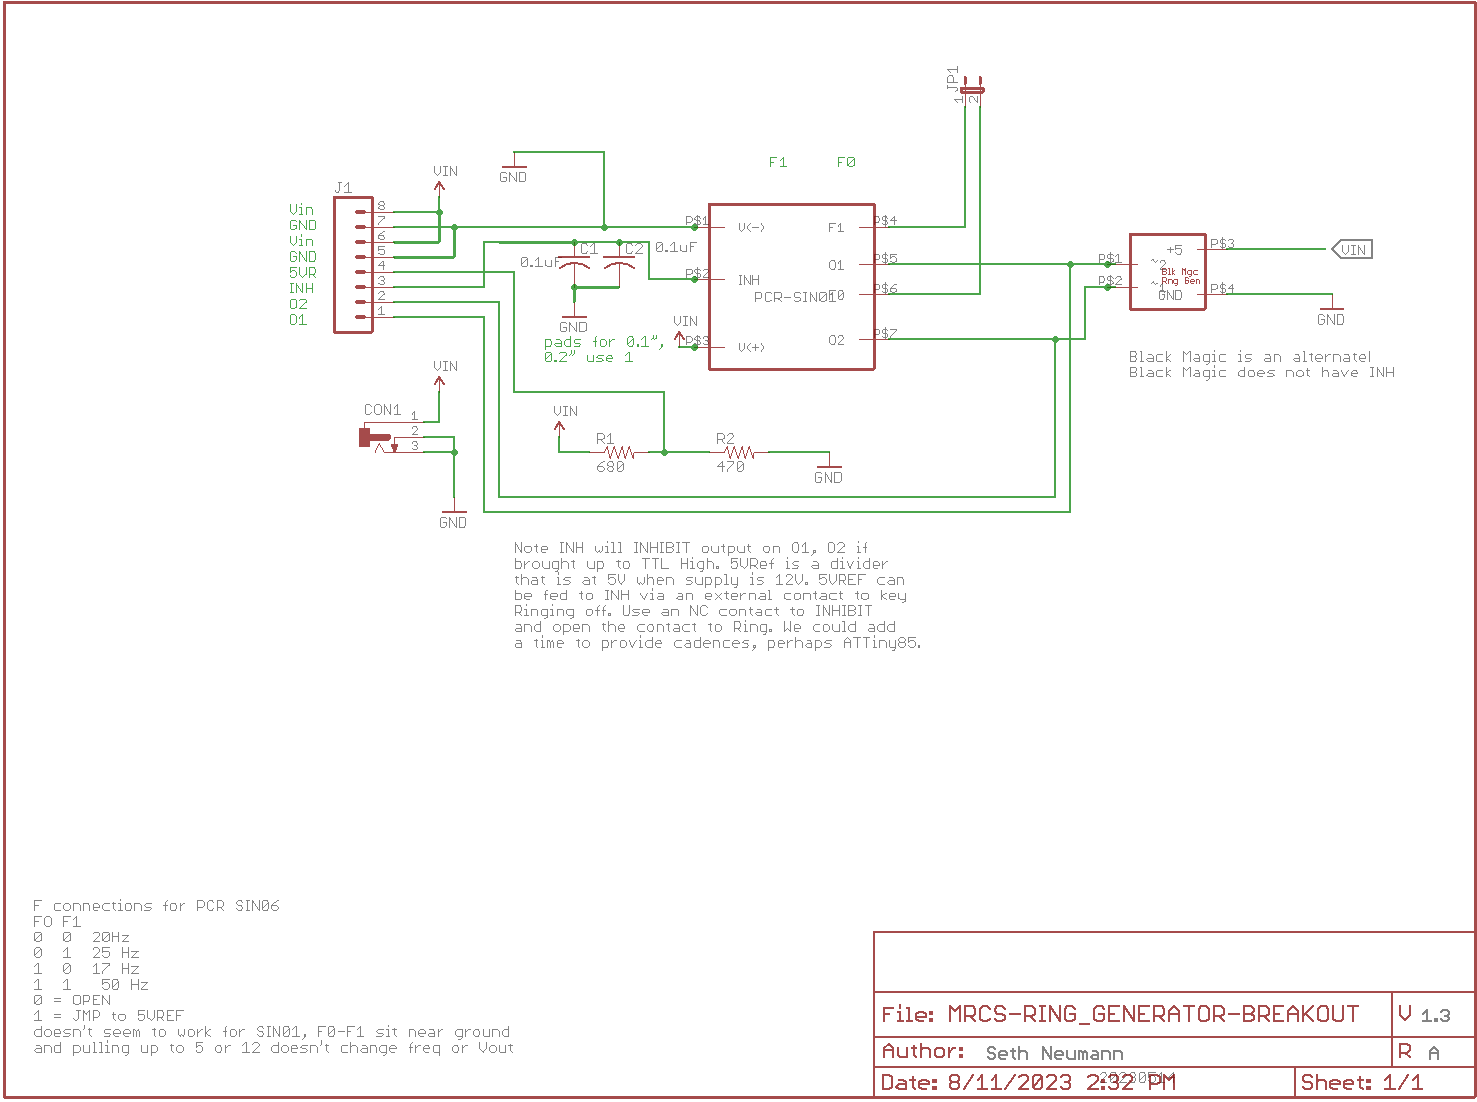 JP1
1
2
F1 F0
VIN
GND
J1
Vin 8
GND 7
Vin 6
GND 5
5VR 4
INH 3
O2 2
O1 1
0.1uF C1 C2 0.1uF
GND
pads for 0.1",
0.2" use 1
VIN
P$1 V(-) F1 P$4
O1 P$5
P$2 INH
PCR-SIN01 F0 P$6
O2 P$7
P$3 V(+)
P$1 ~2 +5 P$3
Blk Mgc
Rng Gen
P$2 ~ GND P$4
VIN
GND
Black Magic is an alternate!
Black Magic does not have INH
VIN
CON1 1
2
3
GND
VIN
R1 R2
680 470
GND
Note INH will INHIBIT output on O1, O2 if
brought up to TTL High. 5VRef is a divider
that is at 5V when supply is 12V. 5VREF can
be fed to INH via an external contact to key
Ringing off. Use an NC contact to INHIBIT
and open the contact to Ring. We could add
a time to provide cadences, perhaps ATTiny85.
F connections for PCR SIN06
FO F1
0 0 20Hz
0 1 25 Hz
1 0 17 Hz
1 1 50 Hz
0 = OPEN
1 = JMP to 5VREF
doesn't seem to work for SIN01, F0-F1 sit near ground
and pulling up to 5 or 12 doesn't change freq or Vout
File: MRCS-RING_GENERATOR-BREAKOUT V 1.3
Author: Seth Neumann R A
Date: 8/11/2023 2:32 PM Sheet: 1/1